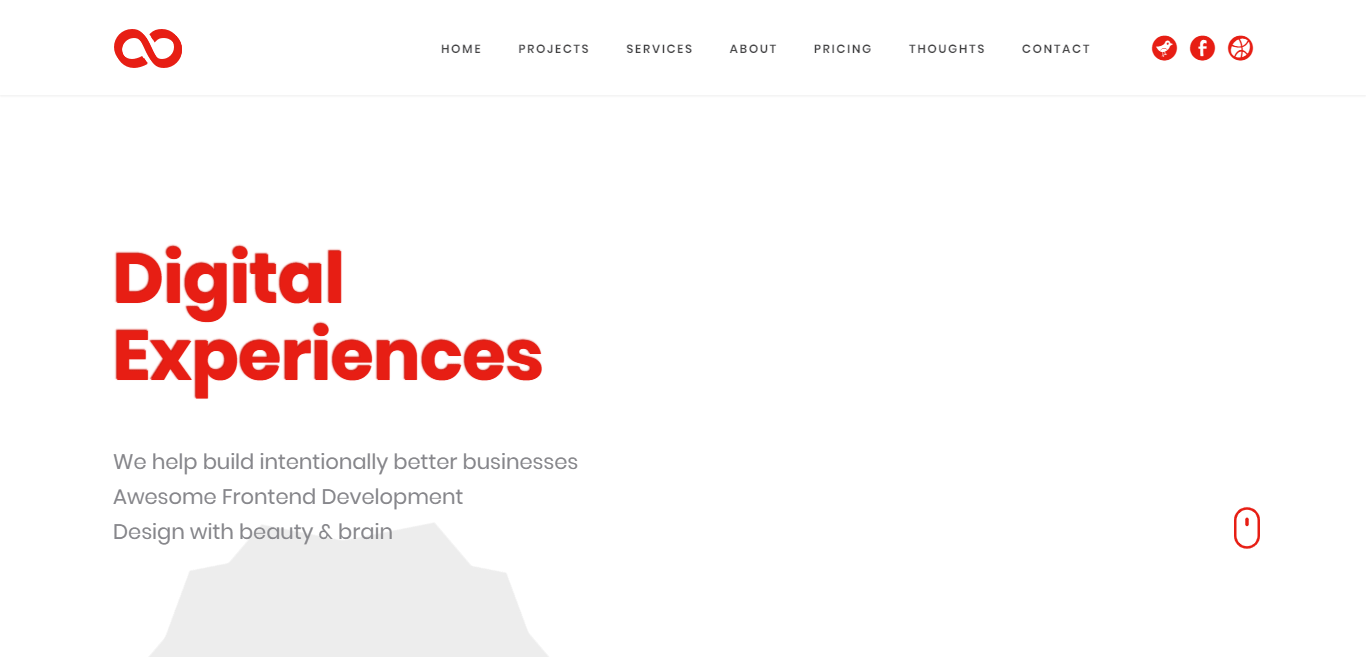 HOME PROJECTS SERVICES ABOUT PRICING THOUGHTS CONTACT
Digital
Experiences
We help build intentionally better businesses
Awesome Frontend Development
Design with beauty & brain